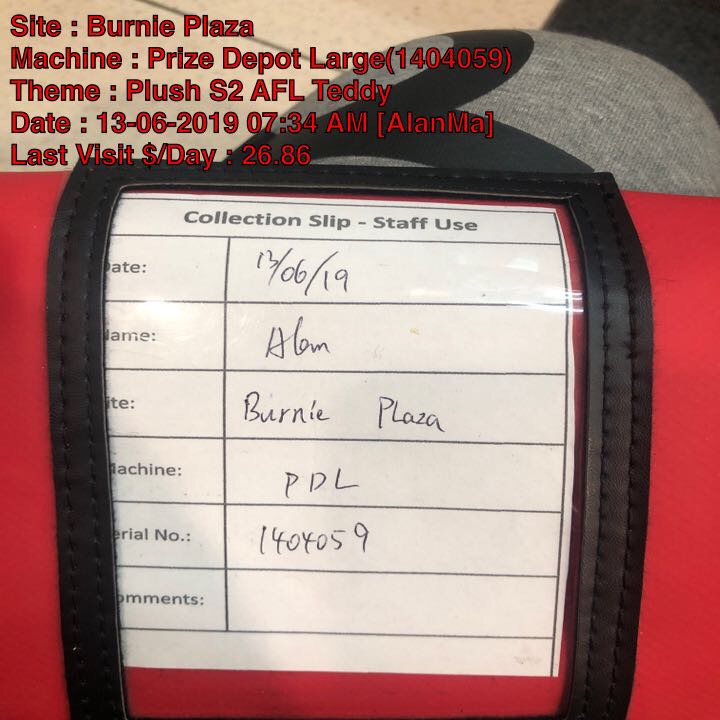 Site : Burnie Plaza
Machine : Prize Depot Large(1404059)
Theme : Plush S2 AFL Teddy
Date : 13-06-2019 07:34 AM [AlanMa]
Last Visit $/Day : 26.86
Collection Slip - Staff Use
ate: 13/06/19
ame: Alan
ite: Burnie Plaza
achine: PDL
erial No.: 1404059
omments: